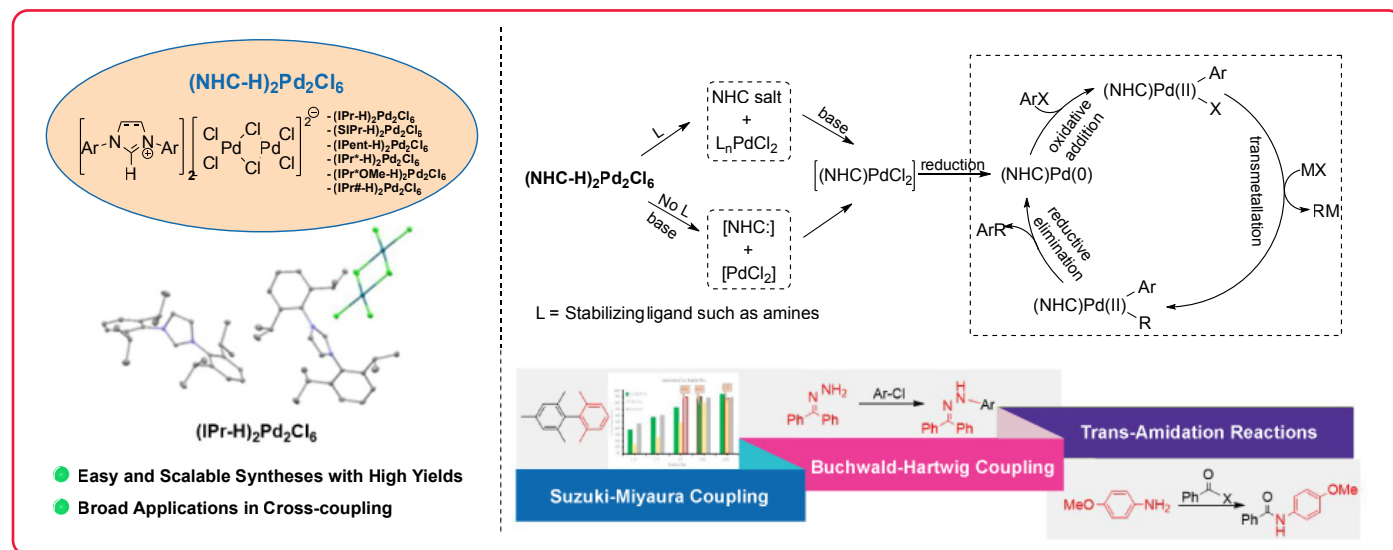 (NHC-H)₂Pd₂Cl₆
Ar N N Ar
H
2
Cl Cl Cl
Pd Pd
Cl Cl Cl
2⊖
- (IPr-H)₂Pd₂Cl₆
- (SIPr-H)₂Pd₂Cl₆
- (IPent-H)₂Pd₂Cl₆
- (IPr*-H)₂Pd₂Cl₆
- (IPr*OMe-H)₂Pd₂Cl₆
- (IPr#-H)₂Pd₂Cl₆
(IPr-H)₂Pd₂Cl₆
Easy and Scalable Syntheses with High Yields
Broad Applications in Cross-coupling
(NHC-H)₂Pd₂Cl₆
L
NHC salt
+
LₙPdCl₂
base
No L
base
[NHC:]
+
[PdCl₂]
[(NHC)PdCl₂]
reduction
(NHC)Pd(0)
ArX
oxidative
addition
(NHC)Pd(II)
Ar
X
transmetallation
MX
RM
(NHC)Pd(II)
Ar
R
reductive
elimination
ArR
L = Stabilizing ligand such as amines
Suzuki-Miyaura Coupling
N NH₂
Ph Ph
Ar-Cl
H
N N Ar
Ph Ph
Buchwald-Hartwig Coupling
Trans-Amidation Reactions
MeO NH₂
O
Ph X
O
Ph N
H
OMe